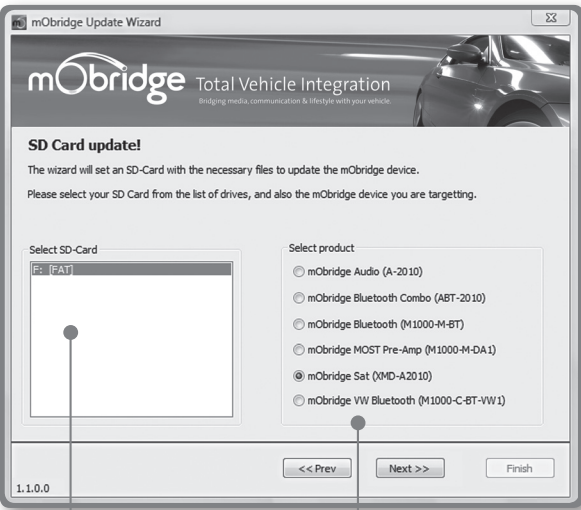 mObridge Update Wizard
mObridge Total Vehicle Integration
Bridging media, communication & lifestyle with your vehicle.
SD Card update!
The wizard will set an SD-Card with the necessary files to update the mObridge device.
Please select your SD Card from the list of drives, and also the mObridge device you are targetting.
Select SD-Card
F: [FAT]
Select product
mObridge Audio (A-2010)
mObridge Bluetooth Combo (ABT-2010)
mObridge Bluetooth (M1000-M-BT)
mObridge MOST Pre-Amp (M1000-M-DA1)
mObridge Sat (XMD-A2010)
mObridge VW Bluetooth (M1000-C-BT-VW1)
<< Prev
Next >>
Finish
1.1.0.0